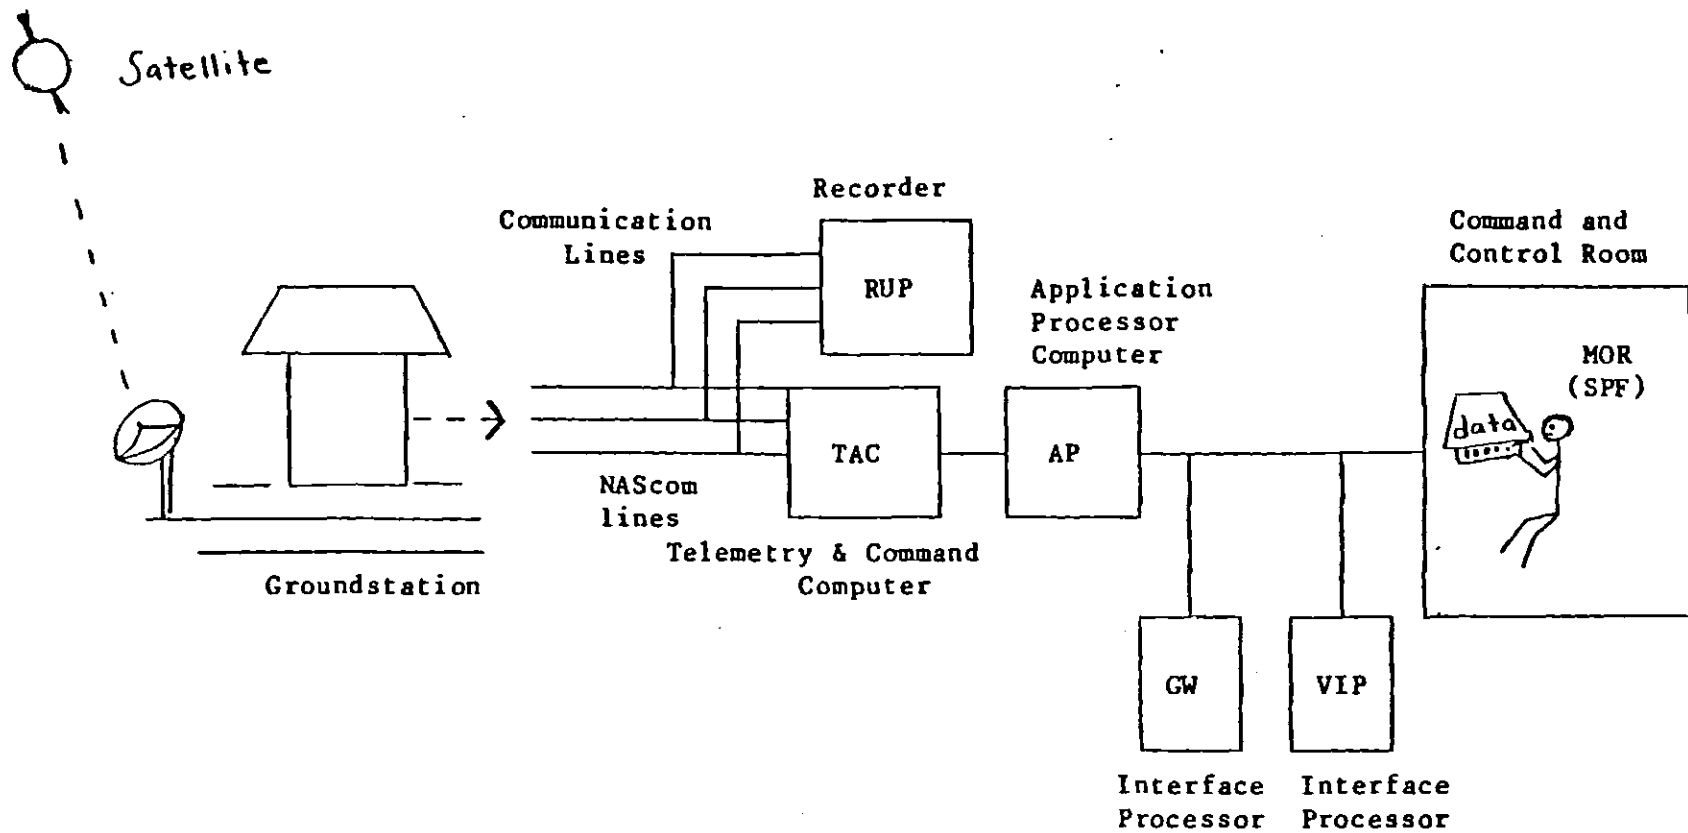 Satellite
Recorder
Communication
Lines
RUP
Command and
Control Room
Application
Processor
Computer
MOR
(SPF)
data
TAC
AP
NAScom
lines
Telemetry & Command
Computer
Groundstation
GW
VIP
Interface
Processor
Interface
Processor